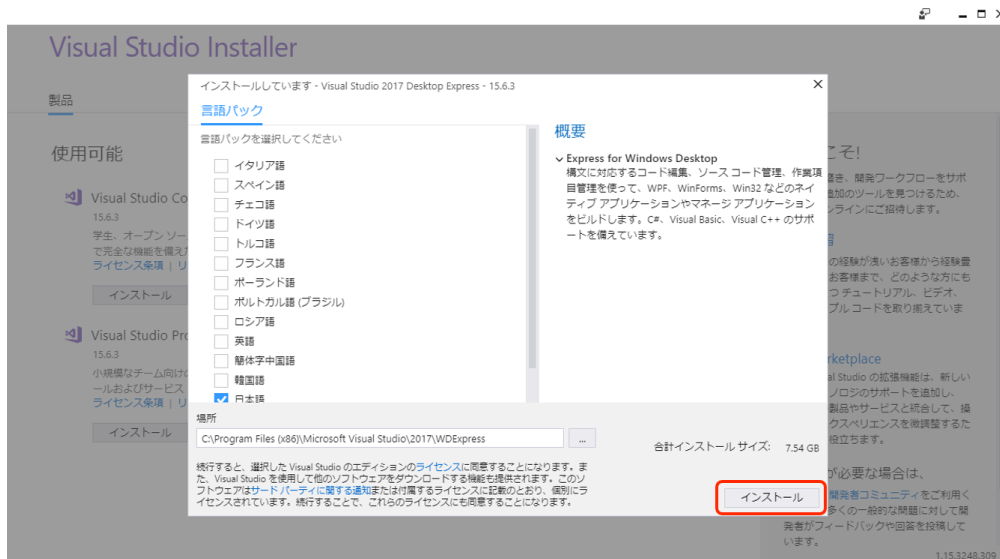 Visual Studio Installer
製品
使用可能
Visual Studio Co
15.6.3
学生、オープン ソー
で完全な機能を備えた
ライセンス条項 | リ
インストール
Visual Studio Pro
15.6.3
小規模なチーム向けの
ールおよびサービス
ライセンス条項 | リ
インストール
インストールしています - Visual Studio 2017 Desktop Express - 15.6.3
言語パック
言語パックを選択してください
イタリア語
スペイン語
チェコ語
ドイツ語
トルコ語
フランス語
ポーランド語
ポルトガル語 (ブラジル)
ロシア語
英語
簡体字中国語
韓国語
日本語
概要
Express for Windows Desktop
構文に対応するコード編集、ソース コード管理、作業項
目管理を使って、WPF、WinForms、Win32 などのネイ
ティブ アプリケーションやマネージ アプリケーション
をビルドします。C#、Visual Basic、Visual C++ のサポ
ートを備えています。
場所
C:\Program Files (x86)\Microsoft Visual Studio\2017\WDExpress
...
合計インストール サイズ: 7.54 GB
続行すると、選択した Visual Studio のエディションのライセンスに同意することになります。ま
た、Visual Studio を使用して他のソフトウェアをダウンロードする機能も提供されます。このソ
フトウェアはサード パーティに関する通知または付属するライセンスに記載のとおり、個別にラ
イセンスされています。続行することで、これらのライセンスにも同意することになります。
インストール
こそ!
磨き、開発ワークフローをサポ
追加のツールを見つけるため、
ンラインにご招待します。
の経験が浅いお客様から経験豊
お客様まで、どのような方にも
つ チュートリアル、ビデオ、
プル コードを取り揃えていま
rketplace
al Studio の拡張機能は、新しい
ノロジのサポートを追加し、
製品やサービスと統合して、操
クスペリエンスを微調整するた
役立ちます。
が必要な場合は、
開発者コミュニティをご利用く
多くの一般的な問題に対して開
発者がフィードバックや回答を投稿して
います。
1.15.3248.309